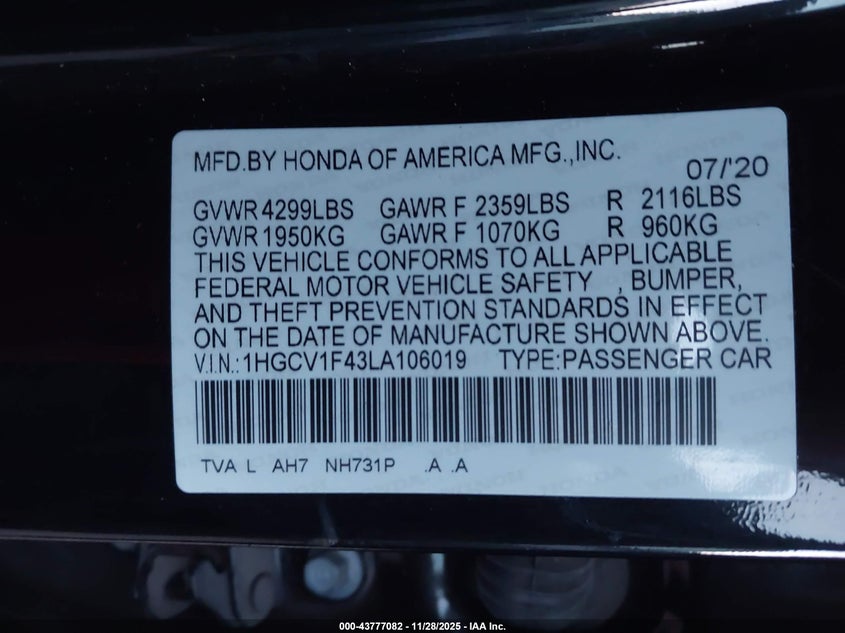 MFD.BY HONDA OF AMERICA MFG.,INC. 07/'20
GVWR 4299LBS GAWR F 2359LBS R 2116LBS
GVWR 1950KG GAWR F 1070KG R 960KG
THIS VEHICLE CONFORMS TO ALL APPLICABLE
FEDERAL MOTOR VEHICLE SAFETY , BUMPER,
AND THEFT PREVENTION STANDARDS IN EFFECT
ON THE DATE OF MANUFACTURE SHOWN ABOVE.
V.I.N.:1HGCV1F43LA106019 TYPE:PASSENGER CAR
TVA L AH7 NH731P .A .A
000-43777082 - 11/28/2025 - IAA Inc.